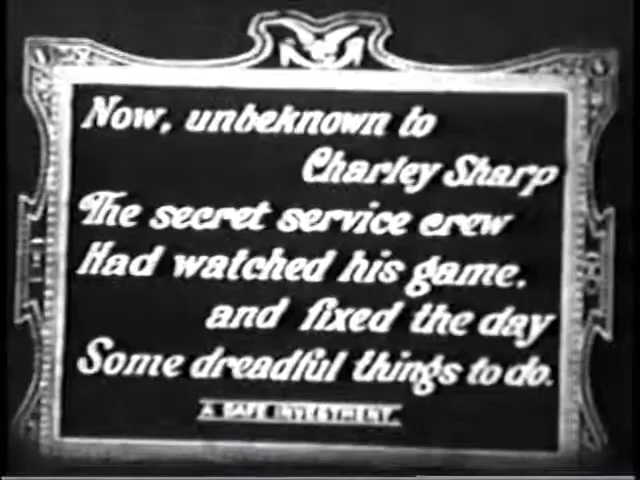 Now, unbeknown to
Charley Sharp
The secret service crew
Had watched his game.
and fixed the day
Some dreadful things to do.
A SAFE INVESTMENT.